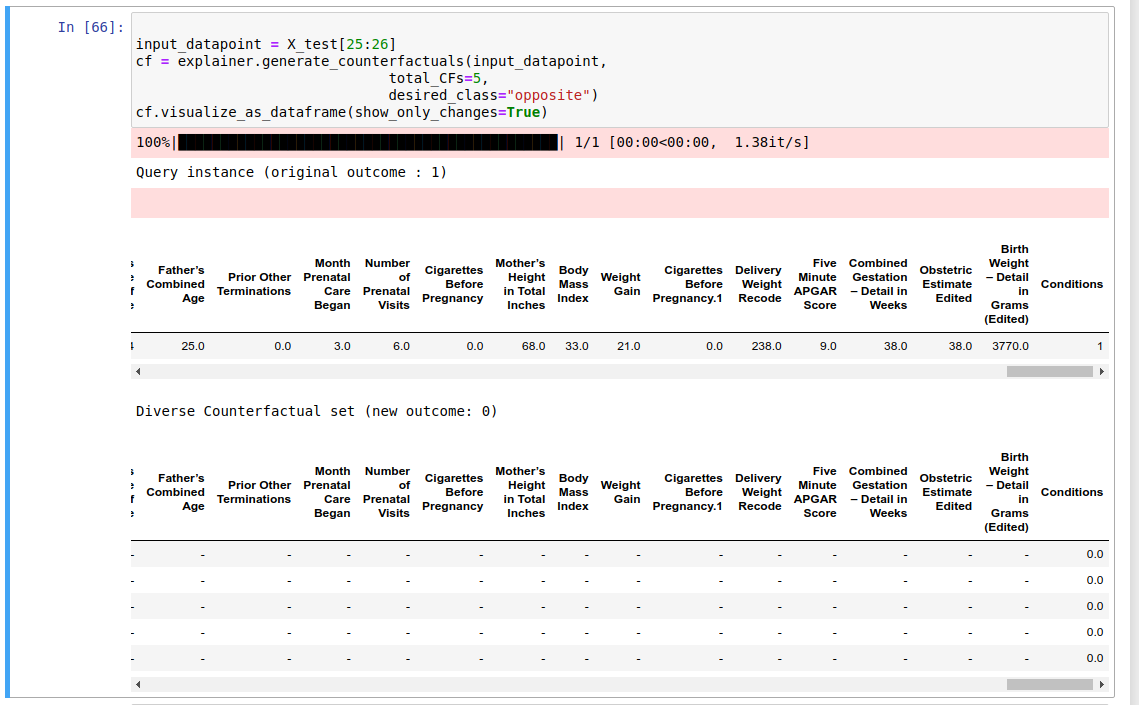 In [66]:
input_datapoint = X_test[25:26]
cf = explainer.generate_counterfactuals(input_datapoint,
total_CFs=5,
desired_class="opposite")
cf.visualize_as_dataframe(show_only_changes=True)
100%| | 1/1 [00:00<00:00, 1.38it/s]
Query instance (original outcome : 1)
Father's Combined Age Prior Other Terminations Month Prenatal Care Began Number of Prenatal Visits Cigarettes Before Pregnancy Mother's Height in Total Inches Body Mass Index Weight Gain Cigarettes Before Pregnancy.1 Delivery Weight Recode Five Minute APGAR Score Combined Gestation – Detail in Weeks Obstetric Estimate Edited Birth Weight – Detail in Grams (Edited) Conditions
25.0 0.0 3.0 6.0 0.0 68.0 33.0 21.0 0.0 238.0 9.0 38.0 38.0 3770.0 1
Diverse Counterfactual set (new outcome: 0)
Father's Combined Age Prior Other Terminations Month Prenatal Care Began Number of Prenatal Visits Cigarettes Before Pregnancy Mother's Height in Total Inches Body Mass Index Weight Gain Cigarettes Before Pregnancy.1 Delivery Weight Recode Five Minute APGAR Score Combined Gestation – Detail in Weeks Obstetric Estimate Edited Birth Weight – Detail in Grams (Edited) Conditions
- - - - - - - - - - - - - - - 0.0
- - - - - - - - - - - - - - - 0.0
- - - - - - - - - - - - - - - 0.0
- - - - - - - - - - - - - - - 0.0
- - - - - - - - - - - - - - - 0.0